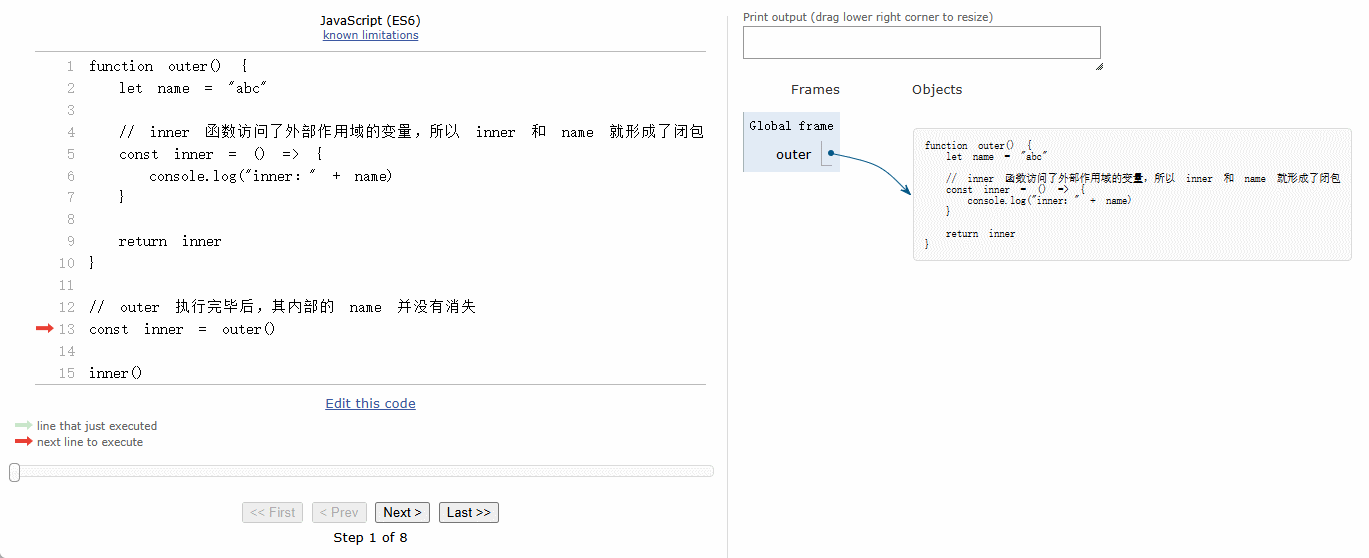 JavaScript (ES6)
known limitations
1 function outer() {
2 let name = "abc"
3
4 // inner 函数访问了外部作用域的变量，所以 inner 和 name 就形成了闭包
5 const inner = () => {
6 console.log("inner: " + name)
7 }
8
9 return inner
10 }
11
12 // outer 执行完毕后，其内部的 name 并没有消失
13 const inner = outer()
14
15 inner()
Edit this code
line that just executed
next line to execute
<< First < Prev Next > Last >>
Step 1 of 8
Print output (drag lower right corner to resize)
Frames Objects
Global frame
outer
function outer() {
let name = "abc"
// inner 函数访问了外部作用域的变量，所以 inner 和 name 就形成了闭包
const inner = () => {
console.log("inner: " + name)
}
return inner
}